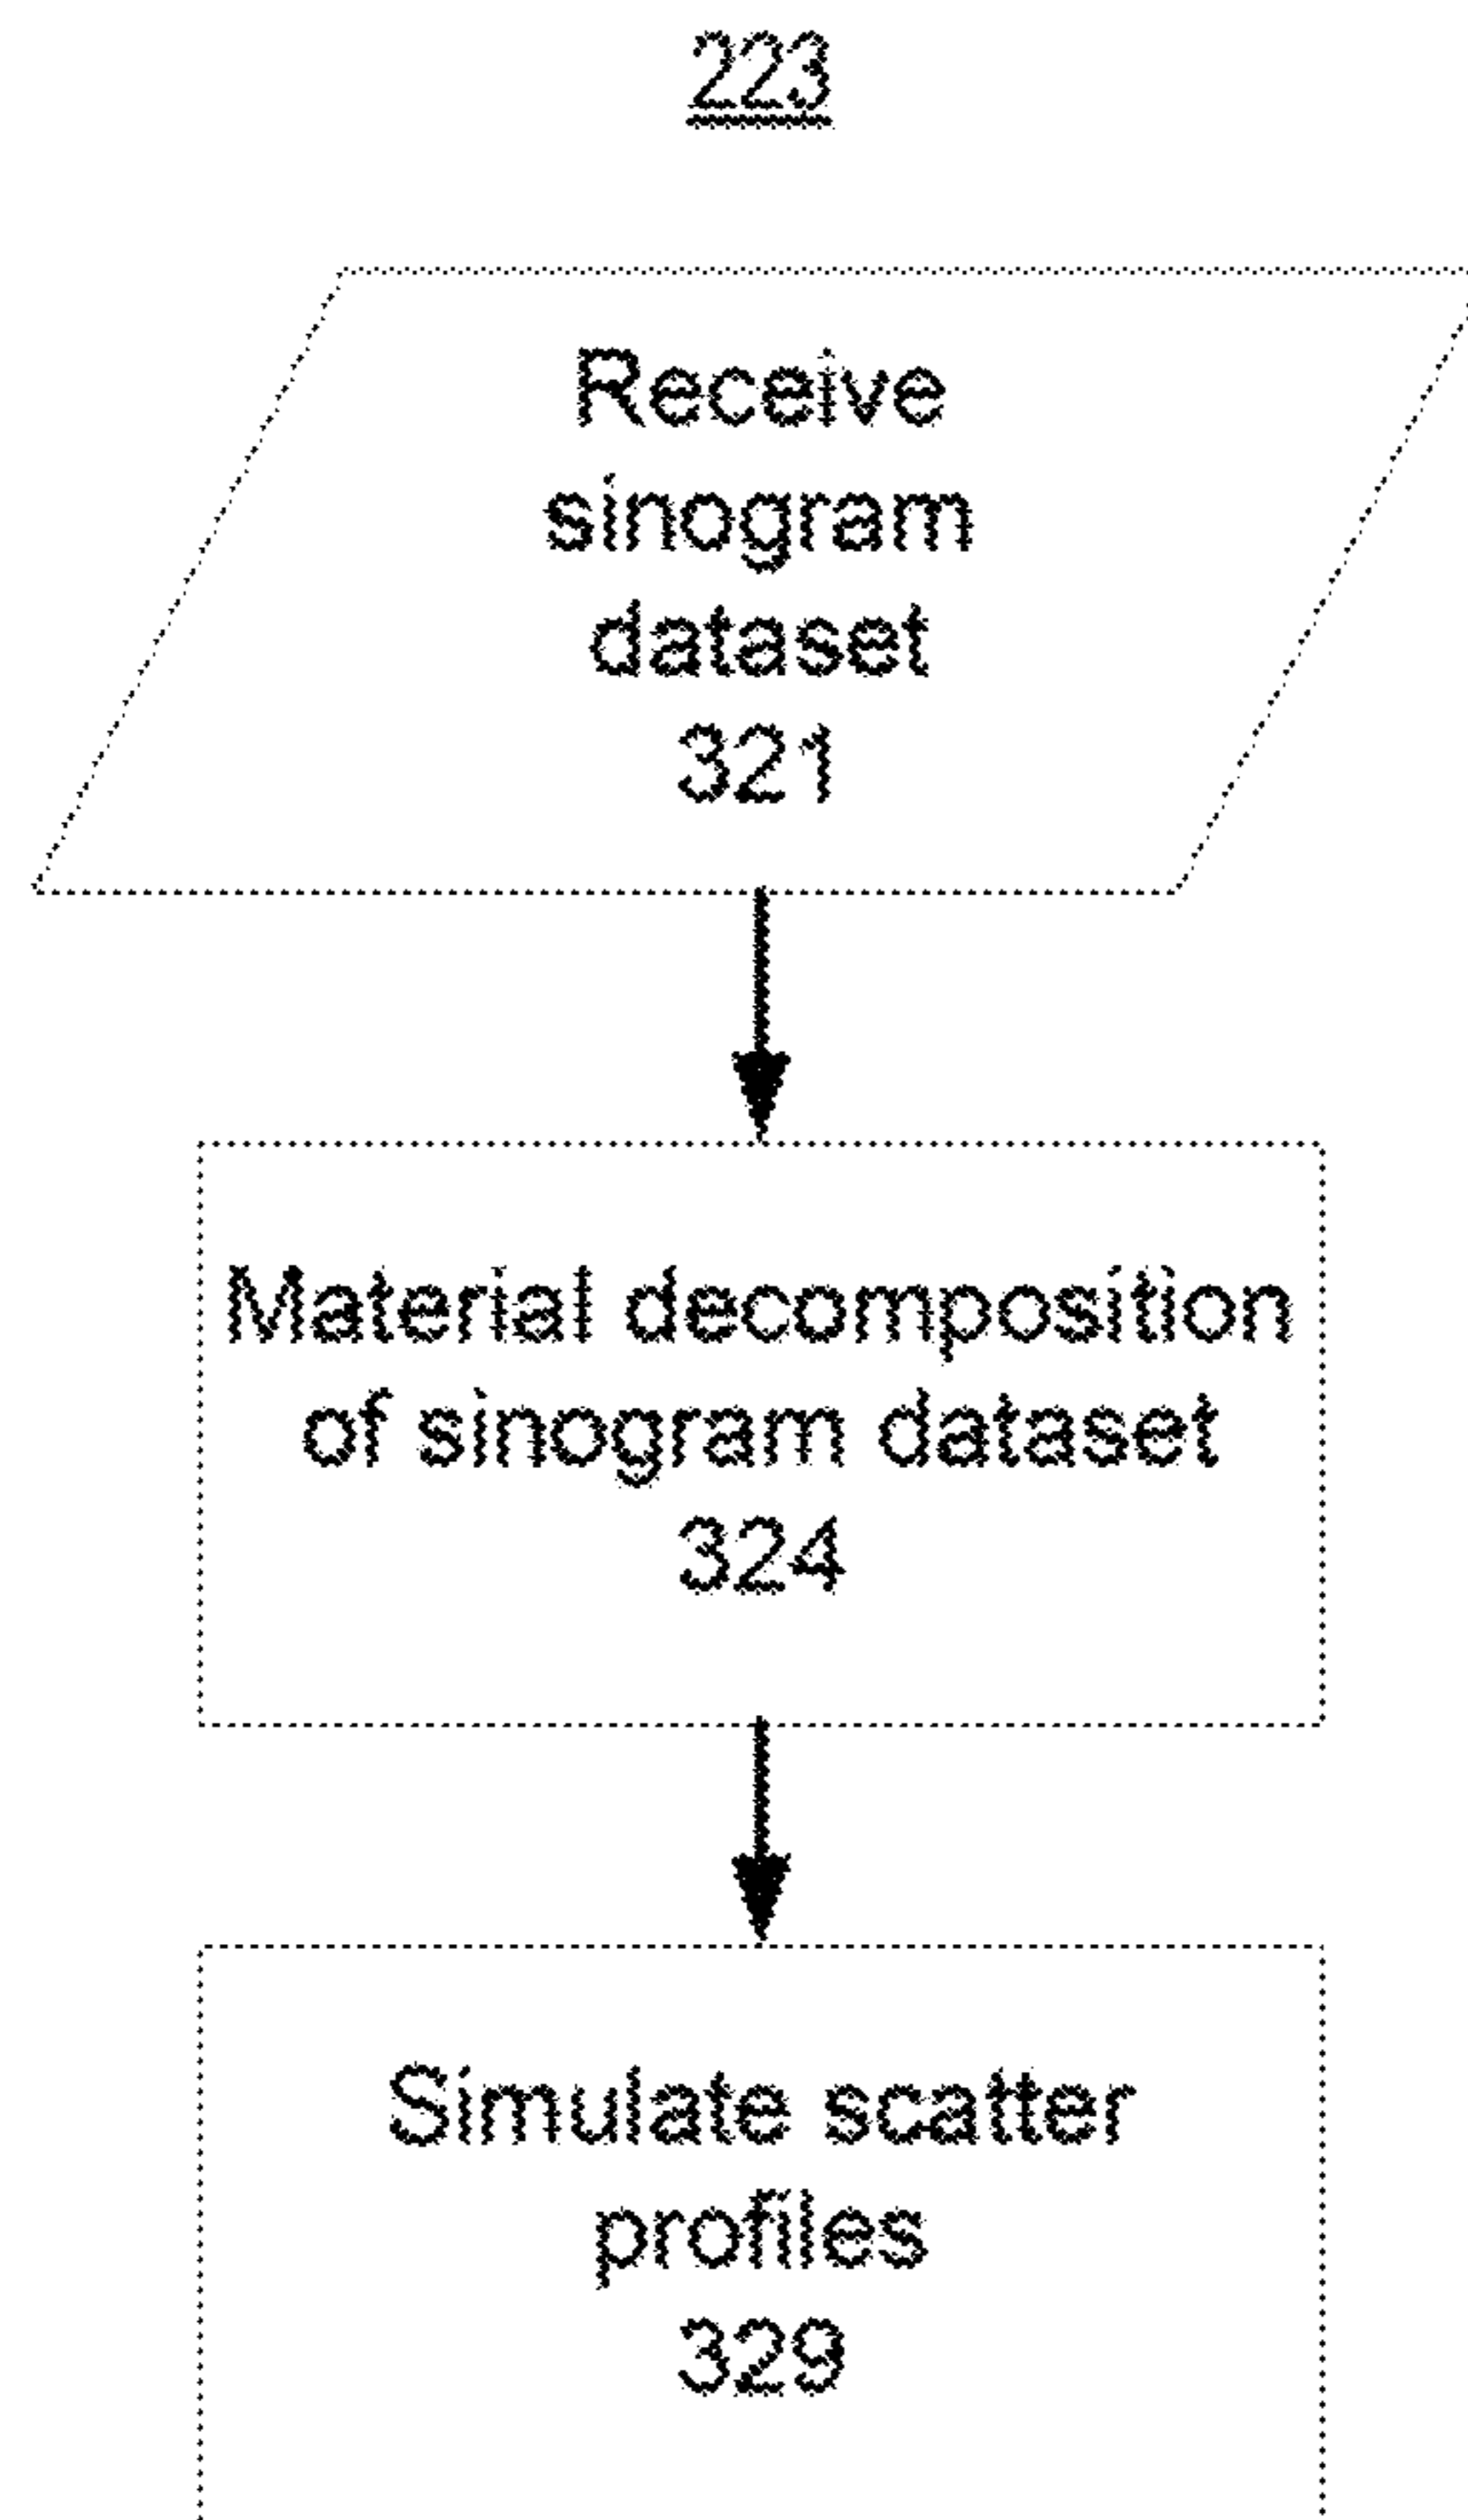 223
Receive
sinogram
dataset
321
Material decomposition
of sinogram dataset
324
Simulate scatter
profiles
329